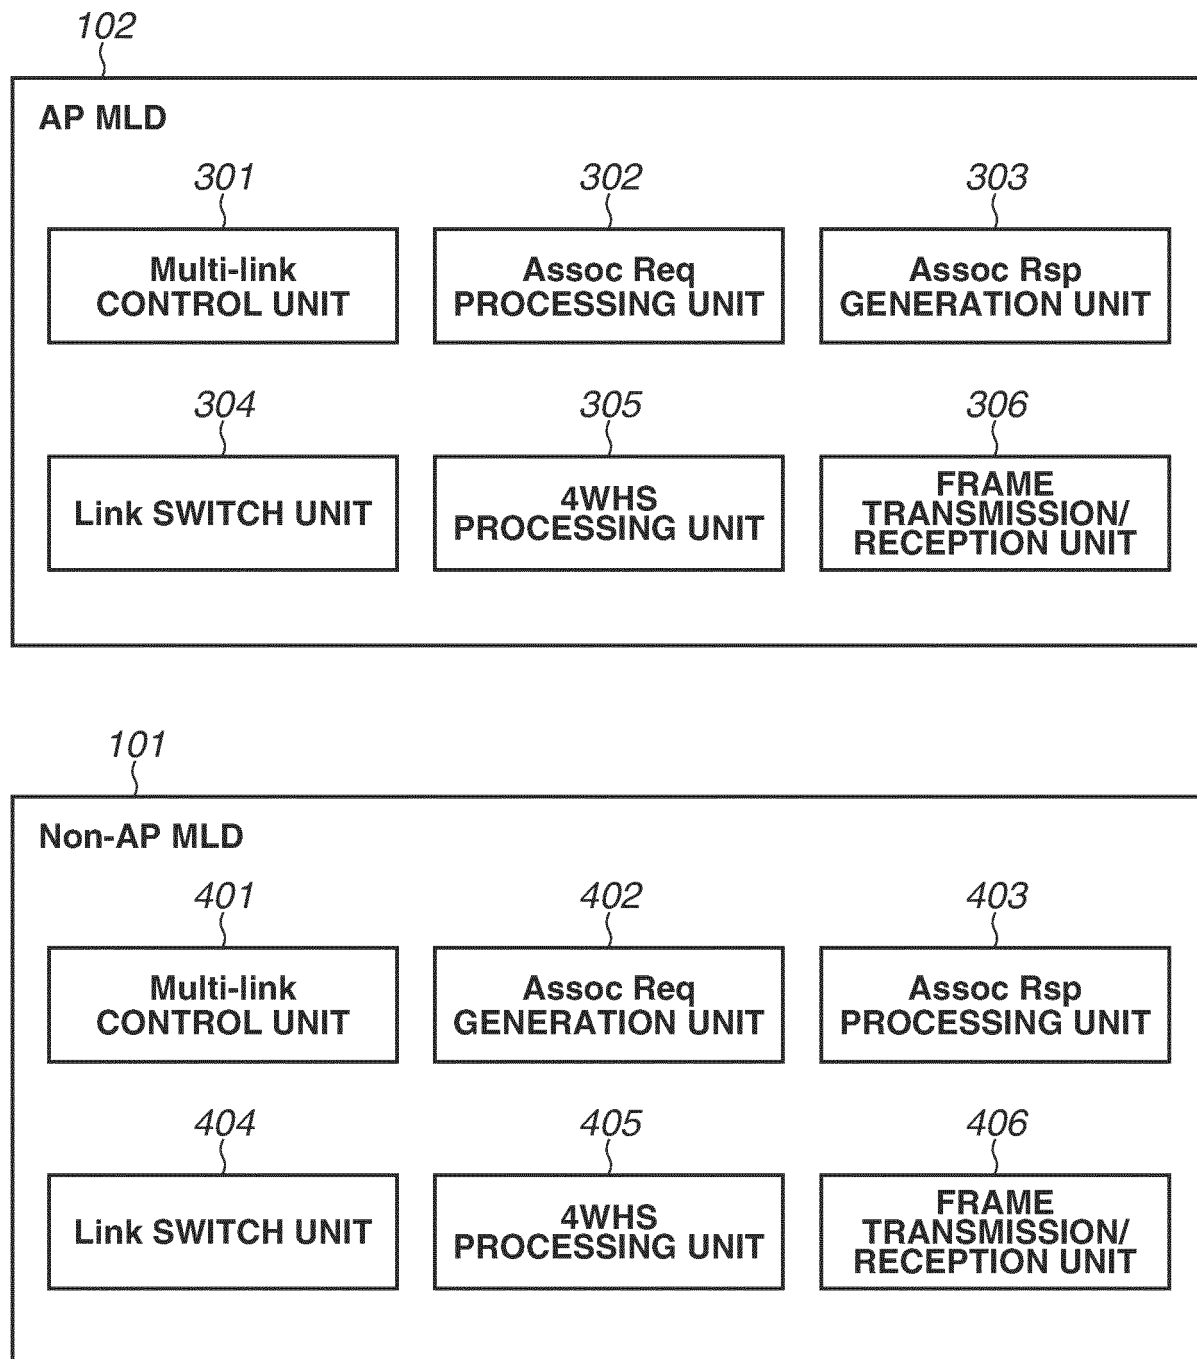 102
AP MLD
301
302
303
Multi-link
CONTROL UNIT
Assoc Req
PROCESSING UNIT
Assoc Rsp
GENERATION UNIT
304
305
306
Link SWITCH UNIT
4WHS
PROCESSING UNIT
FRAME
TRANSMISSION/
RECEPTION UNIT
101
Non-AP MLD
401
402
403
Multi-link
CONTROL UNIT
Assoc Req
GENERATION UNIT
Assoc Rsp
PROCESSING UNIT
404
405
406
Link SWITCH UNIT
4WHS
PROCESSING UNIT
FRAME
TRANSMISSION/
RECEPTION UNIT